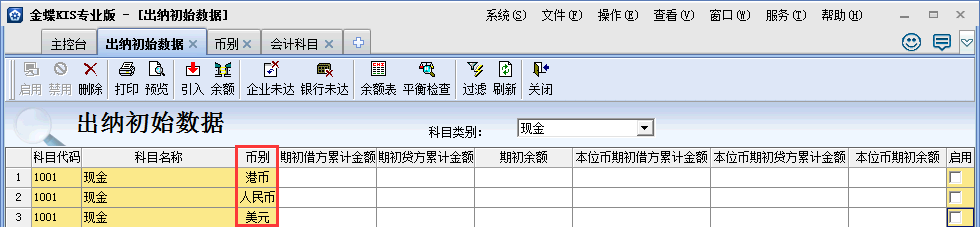 金蝶KIS专业版 - [出纳初始数据] 系统(S) 文件(F) 操作(E) 查看(V) 窗口(W) 服务(T) 帮助(H)
主控台 出纳初始数据 币别 会计科目
启用 禁用 删除 打印 预览 引入 余额 企业未达 银行未达 余额表 平衡检查 过滤 刷新 关闭
出纳初始数据 科目类别: 现金
科目代码 科目名称 币别 期初借方累计金额 期初贷方累计金额 期初余额 本位币期初借方累计金额 本位币期初贷方累计金额 本位币期初余额 启用
1 1001 现金 港币
2 1001 现金 人民币
3 1001 现金 美元